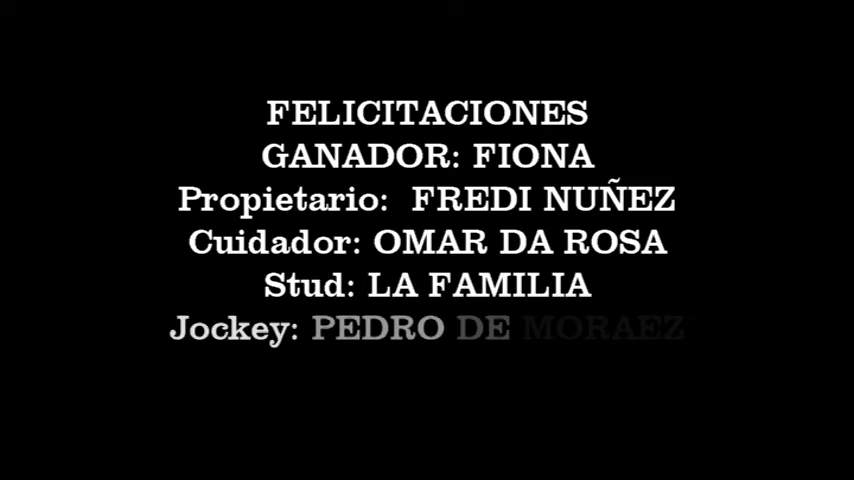 FELICITACIONES
GANADOR: FIONA
Propietario: FREDI NUÑEZ
Cuidador: OMAR DA ROSA
Stud: LA FAMILIA
Jockey: PEDRO DE MORAEZ